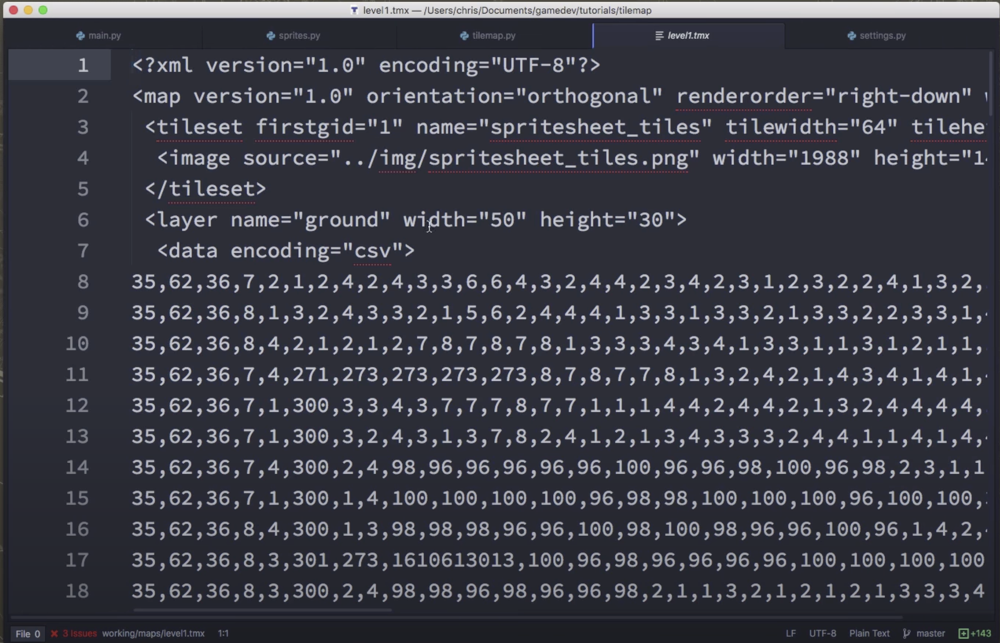 level1.tmx — /Users/chris/Documents/gamedev/tutorials/tilemap
main.py sprites.py tilemap.py level1.tmx settings.py
1 <?xml version="1.0" encoding="UTF-8"?>
2 <map version="1.0" orientation="orthogonal" renderorder="right-down"
3 <tileset firstgid="1" name="spritesheet_tiles" tilewidth="64" tilehe
4 <image source="../img/spritesheet_tiles.png" width="1988" height="1
5 </tileset>
6 <layer name="ground" width="50" height="30">
7 <data encoding="csv">
8 35,62,36,7,2,1,2,4,2,4,3,3,6,6,4,3,2,4,4,2,3,4,2,3,1,2,3,2,2,4,1,3,2,
9 35,62,36,8,1,3,2,4,3,3,2,1,5,6,2,4,4,4,1,3,3,1,3,3,2,1,3,3,2,2,3,3,1,
10 35,62,36,8,4,2,1,2,1,2,7,8,7,8,7,8,1,3,3,3,4,3,4,1,3,3,1,1,3,1,2,1,1,
11 35,62,36,7,4,271,273,273,273,273,8,7,8,7,7,8,1,3,2,4,2,1,4,3,4,1,4,1,
12 35,62,36,7,1,300,3,3,4,3,7,7,7,8,7,7,1,1,1,4,4,2,4,4,2,1,3,2,4,4,4,4,
13 35,62,36,7,1,300,3,2,4,3,1,3,7,8,2,4,1,2,1,3,4,3,3,3,2,4,4,1,1,4,1,4,
14 35,62,36,7,4,300,2,4,98,96,96,96,96,96,100,96,96,98,100,96,98,2,3,1,1
15 35,62,36,7,1,300,1,4,100,100,100,100,96,98,98,100,100,100,96,100,100,
16 35,62,36,8,4,300,1,3,98,98,98,96,96,100,98,100,98,96,96,100,96,1,4,2,
17 35,62,36,8,3,301,273,1610613013,100,96,98,96,96,96,96,100,100,100,100
18 35,62,36,8,3,300,2,4,98,98,96,98,96,96,98,2,1,1,3,2,1,2,1,2,1,3,3,3,4
File 0 3 Issues working/maps/level1.tmx 1:1 LF UTF-8 Plain Text master +143